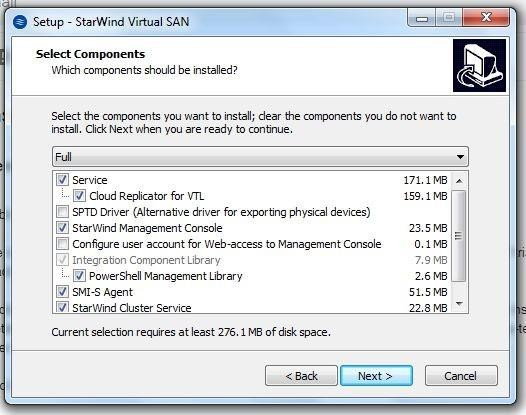 Setup - StarWind Virtual SAN
Select Components
Which components should be installed?
Select the components you want to install; clear the components you do not want to
install. Click Next when you are ready to continue.
Full
Service 171.1 MB
Cloud Replicator for VTL 159.1 MB
SPTD Driver (Alternative driver for exporting physical devices)
StarWind Management Console 23.5 MB
Configure user account for Web-access to Management Console 0.1 MB
Integration Component Library 7.9 MB
PowerShell Management Library 2.6 MB
SMI-S Agent 51.5 MB
StarWind Cluster Service 22.8 MB
Current selection requires at least 276.1 MB of disk space.
< Back
Next >
Cancel